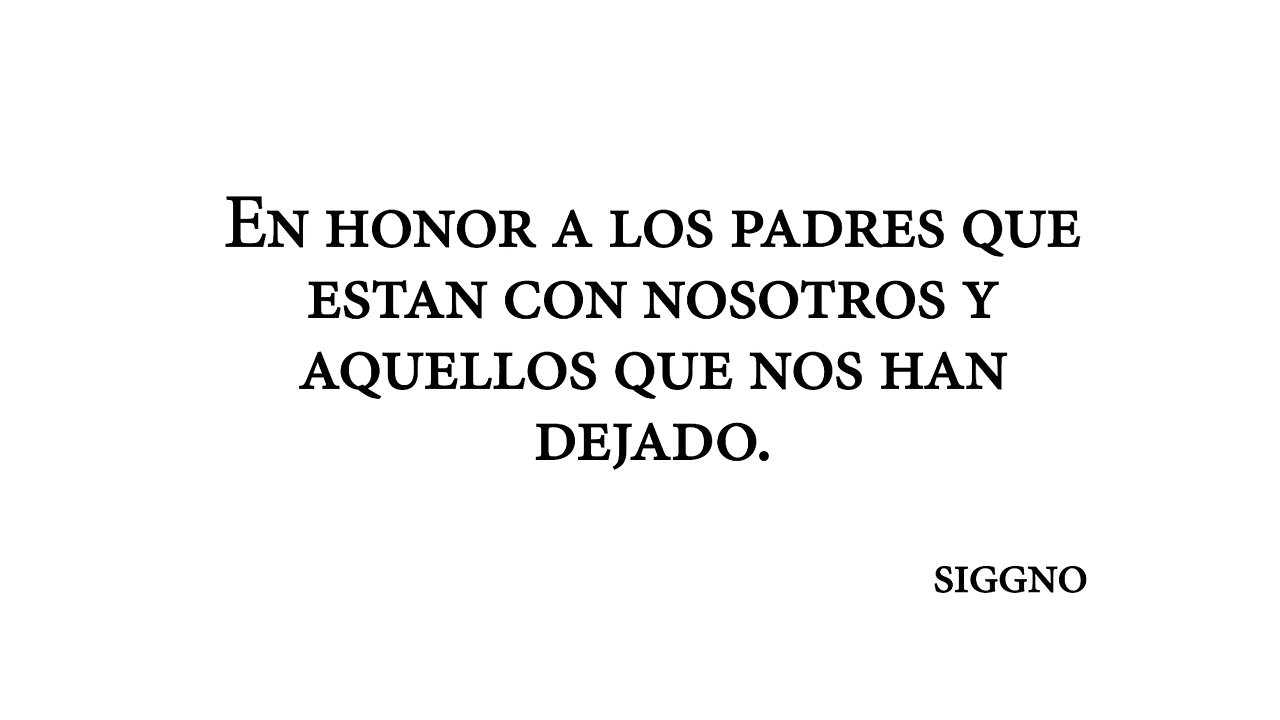 En honor a los padres que
estan con nosotros y
aquellos que nos han
dejado.
siggno